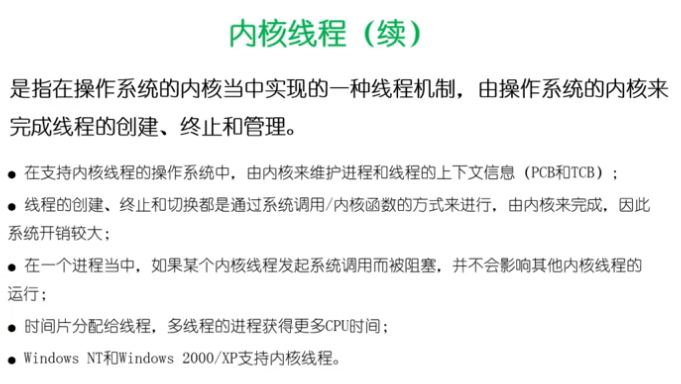 内核线程（续）
是指在操作系统的内核当中实现的一种线程机制，由操作系统的内核来
完成线程的创建、终止和管理。
● 在支持内核线程的操作系统中，由内核来维护进程和线程的上下文信息（PCB和TCB）；
● 线程的创建、终止和切换都是通过系统调用/内核函数的方式来进行，由内核来完成，因此
系统开销较大；
● 在一个进程当中，如果某个内核线程发起系统调用而被阻塞，并不会影响其他内核线程的
运行；
● 时间片分配给线程，多线程的进程获得更多CPU时间；
● Windows NT和Windows 2000/XP支持内核线程。